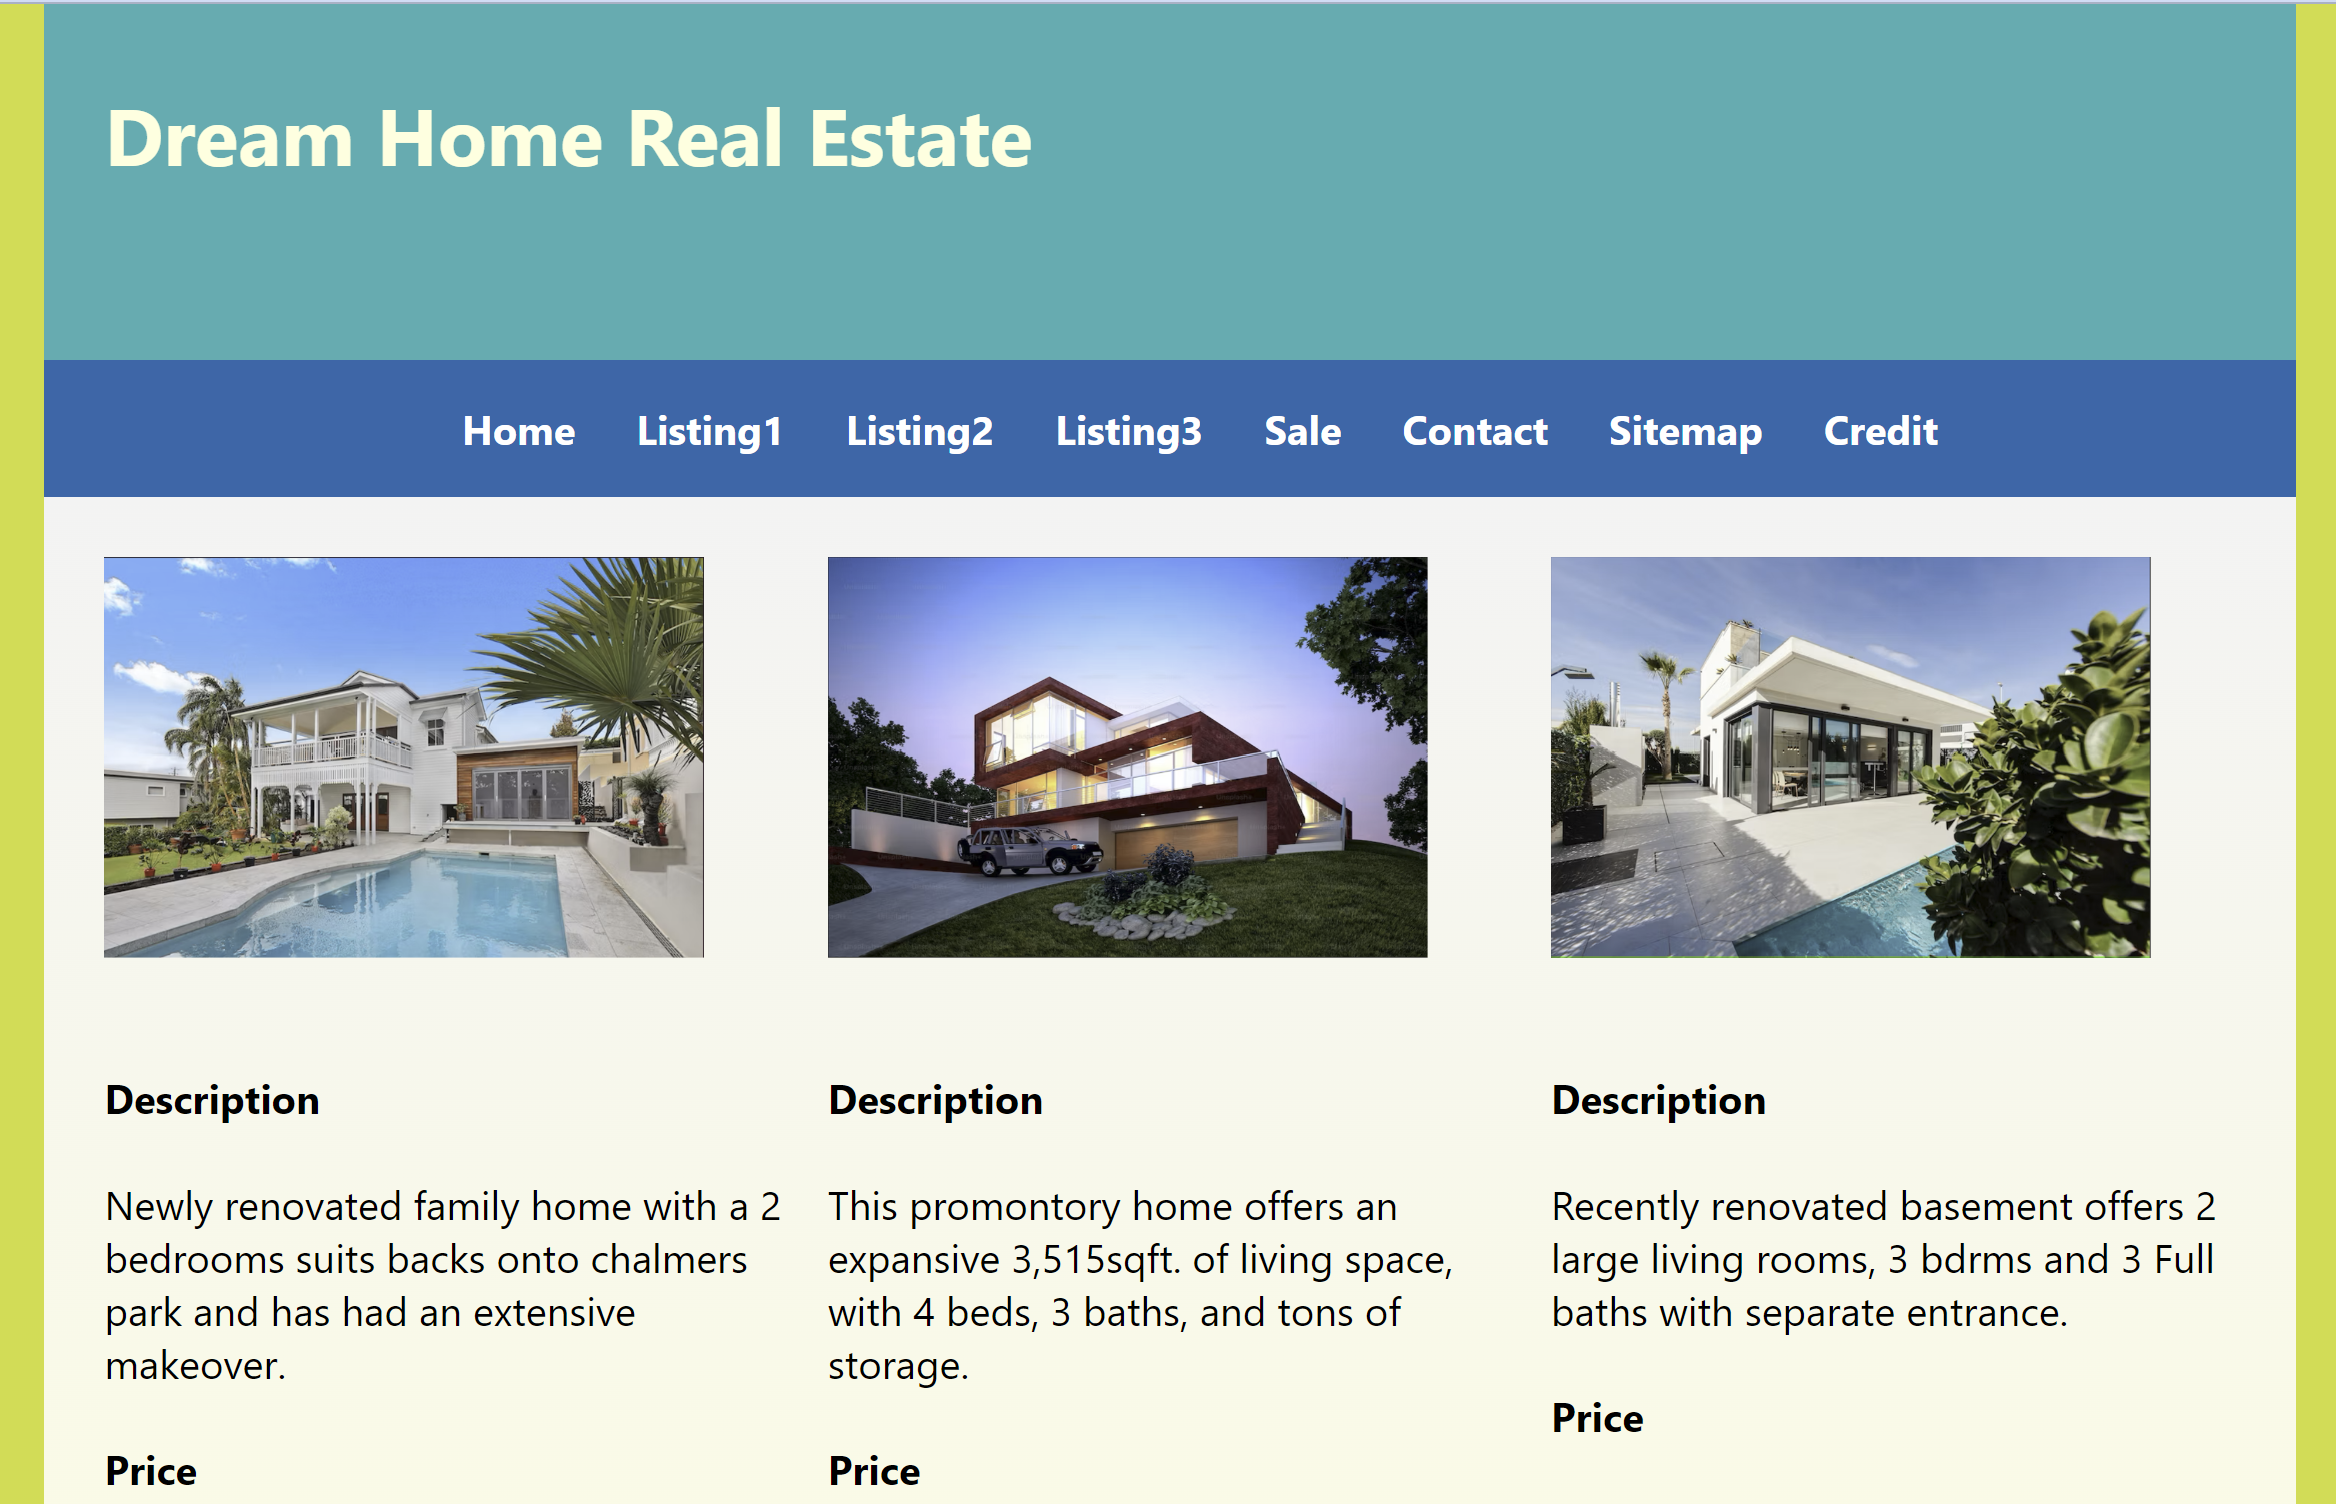 Dream Home Real Estate
Home Listing1 Listing2 Listing3 Sale Contact Sitemap Credit
Description
Newly renovated family home with a 2
bedrooms suits backs onto chalmers
park and has had an extensive
makeover.
Price
Description
This promontory home offers an
expansive 3,515sqft. of living space,
with 4 beds, 3 baths, and tons of
storage.
Price
Description
Recently renovated basement offers 2
large living rooms, 3 bdrms and 3 Full
baths with separate entrance.
Price